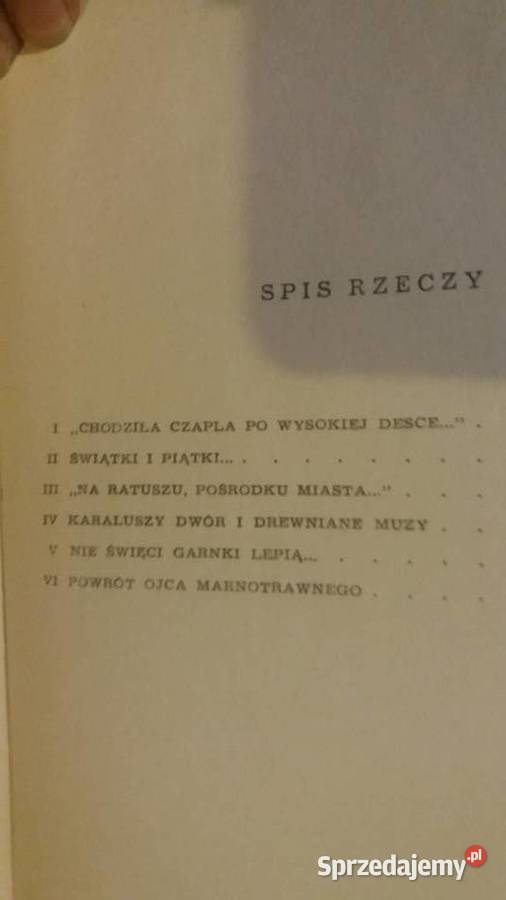 SPIS RZECZY
I „CHODZIŁA CZAPLA PO WYSOKIEJ DESCE..." .
II ŚWIĄTKI I PIĄTKI... . . . . . . . .
III „NA RATUSZU, POŚRODKU MIASTA..." . . .
IV KARALUSZY DWÓR I DREWNIANE MUZY . .
V NIE ŚWIĘCI GARNKI LEPIĄ... . . . . .
VI POWRÓT OJCA MARNOTRAWNEGO . . . .
Sprzedajemy.pl